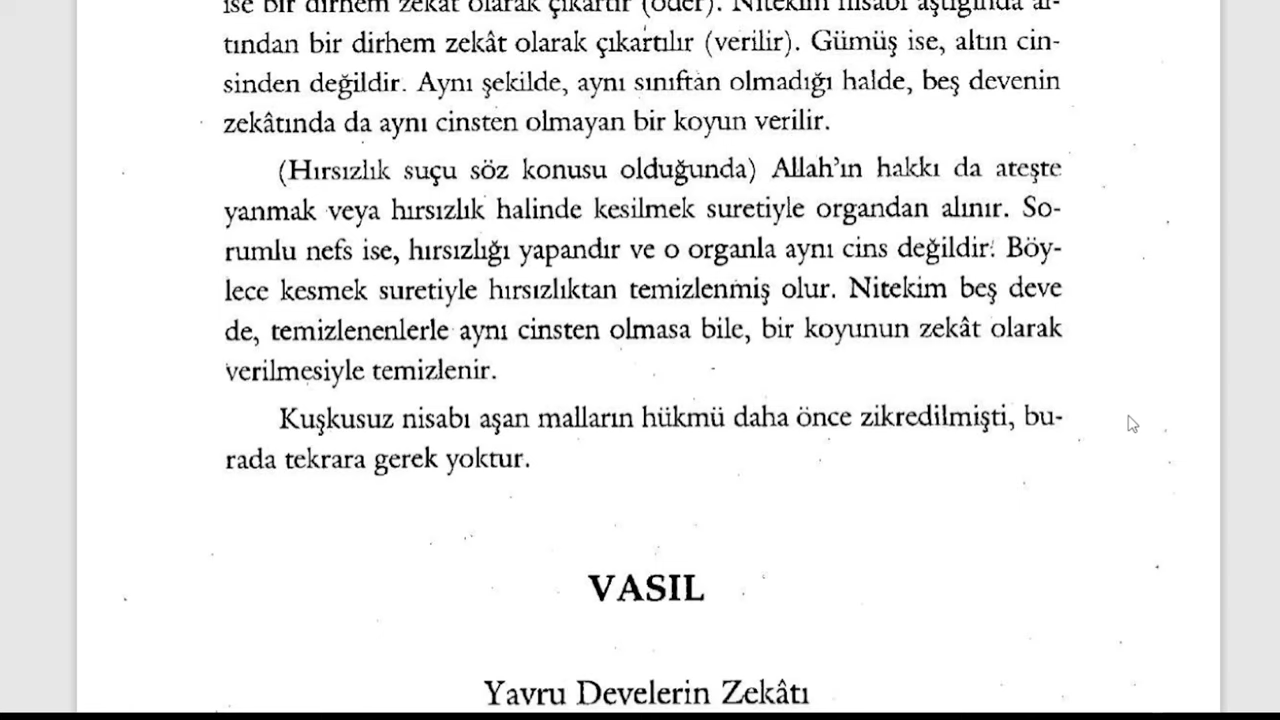 ise bir dirhem zekât olarak çıkartır (öder). Nitekim nisabı aştığında al-
tından bir dirhem zekât olarak çıkartılır (verilir). Gümüş ise, altın cin-
sinden değildir. Aynı şekilde, aynı sınıftan olmadığı halde, beş devenin
zekâtında da aynı cinsten olmayan bir koyun verilir.
(Hırsızlık suçu söz konusu olduğunda) Allah'ın hakkı da ateşte
yanmak veya hırsızlık halinde kesilmek suretiyle organdan alınır. So-
rumlu nefs ise, hırsızlığı yapandır ve o organla aynı cins değildir. Böy-
lece kesmek suretiyle hırsızlıktan temizlenmiş olur. Nitekim beş deve
de, temizlenenlerle aynı cinsten olmasa bile, bir koyunun zekât olarak
verilmesiyle temizlenir.
Kuşkusuz nisabı aşan malların hükmü daha önce zikredilmişti, bu-
rada tekrara gerek yoktur.
VASIL
Yavru Develerin Zekâtı